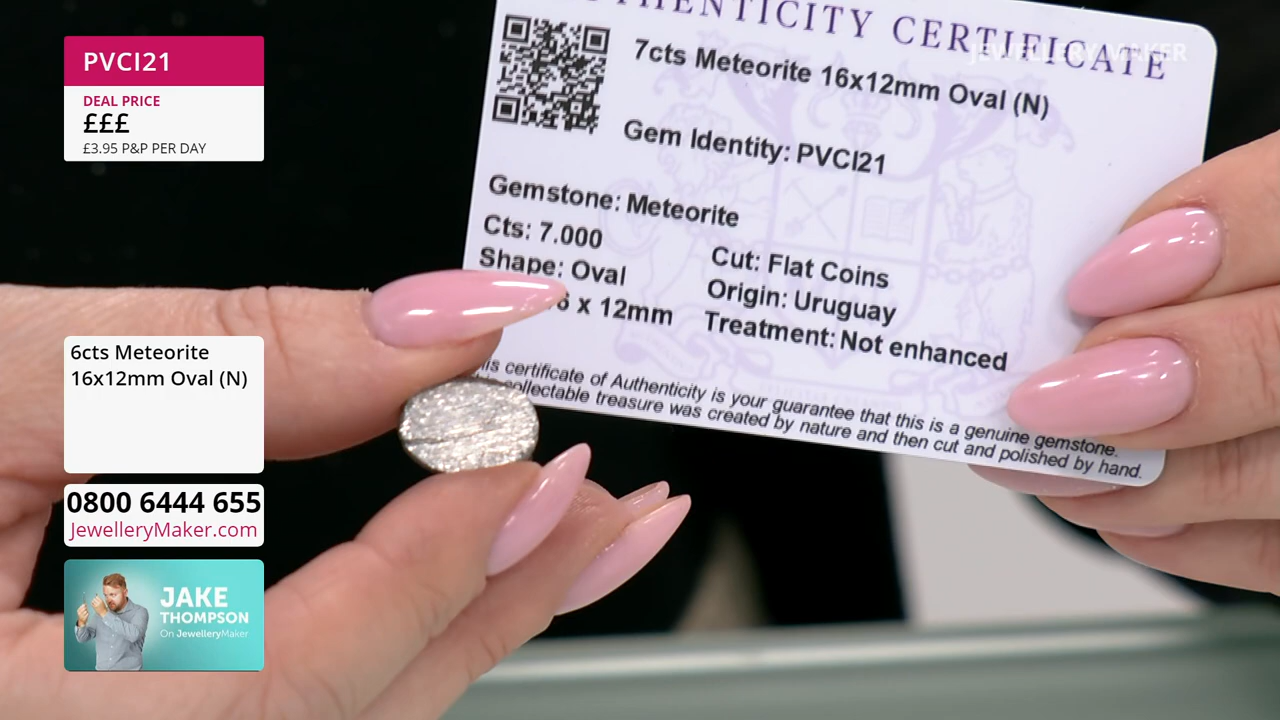 PVCI21
DEAL PRICE
£££
£3.95 P&P PER DAY
6cts Meteorite
16x12mm Oval (N)
0800 6444 655
JewelleryMaker.com
JAKE
THOMPSON
On JewelleryMaker
JEWELLERYMAKER
CERTIFICATE
7cts Meteorite 16x12mm Oval (N)
Gem Identity: PVCI21
Gemstone: Meteorite
Cts: 7.000
Shape: Oval
x 12mm
Cut: Flat Coins
Origin: Uruguay
Treatment: Not enhanced
certificate of Authenticity is your guarantee that this is a genuine gemstone.
collectable treasure was created by nature and then cut and polished by hand.